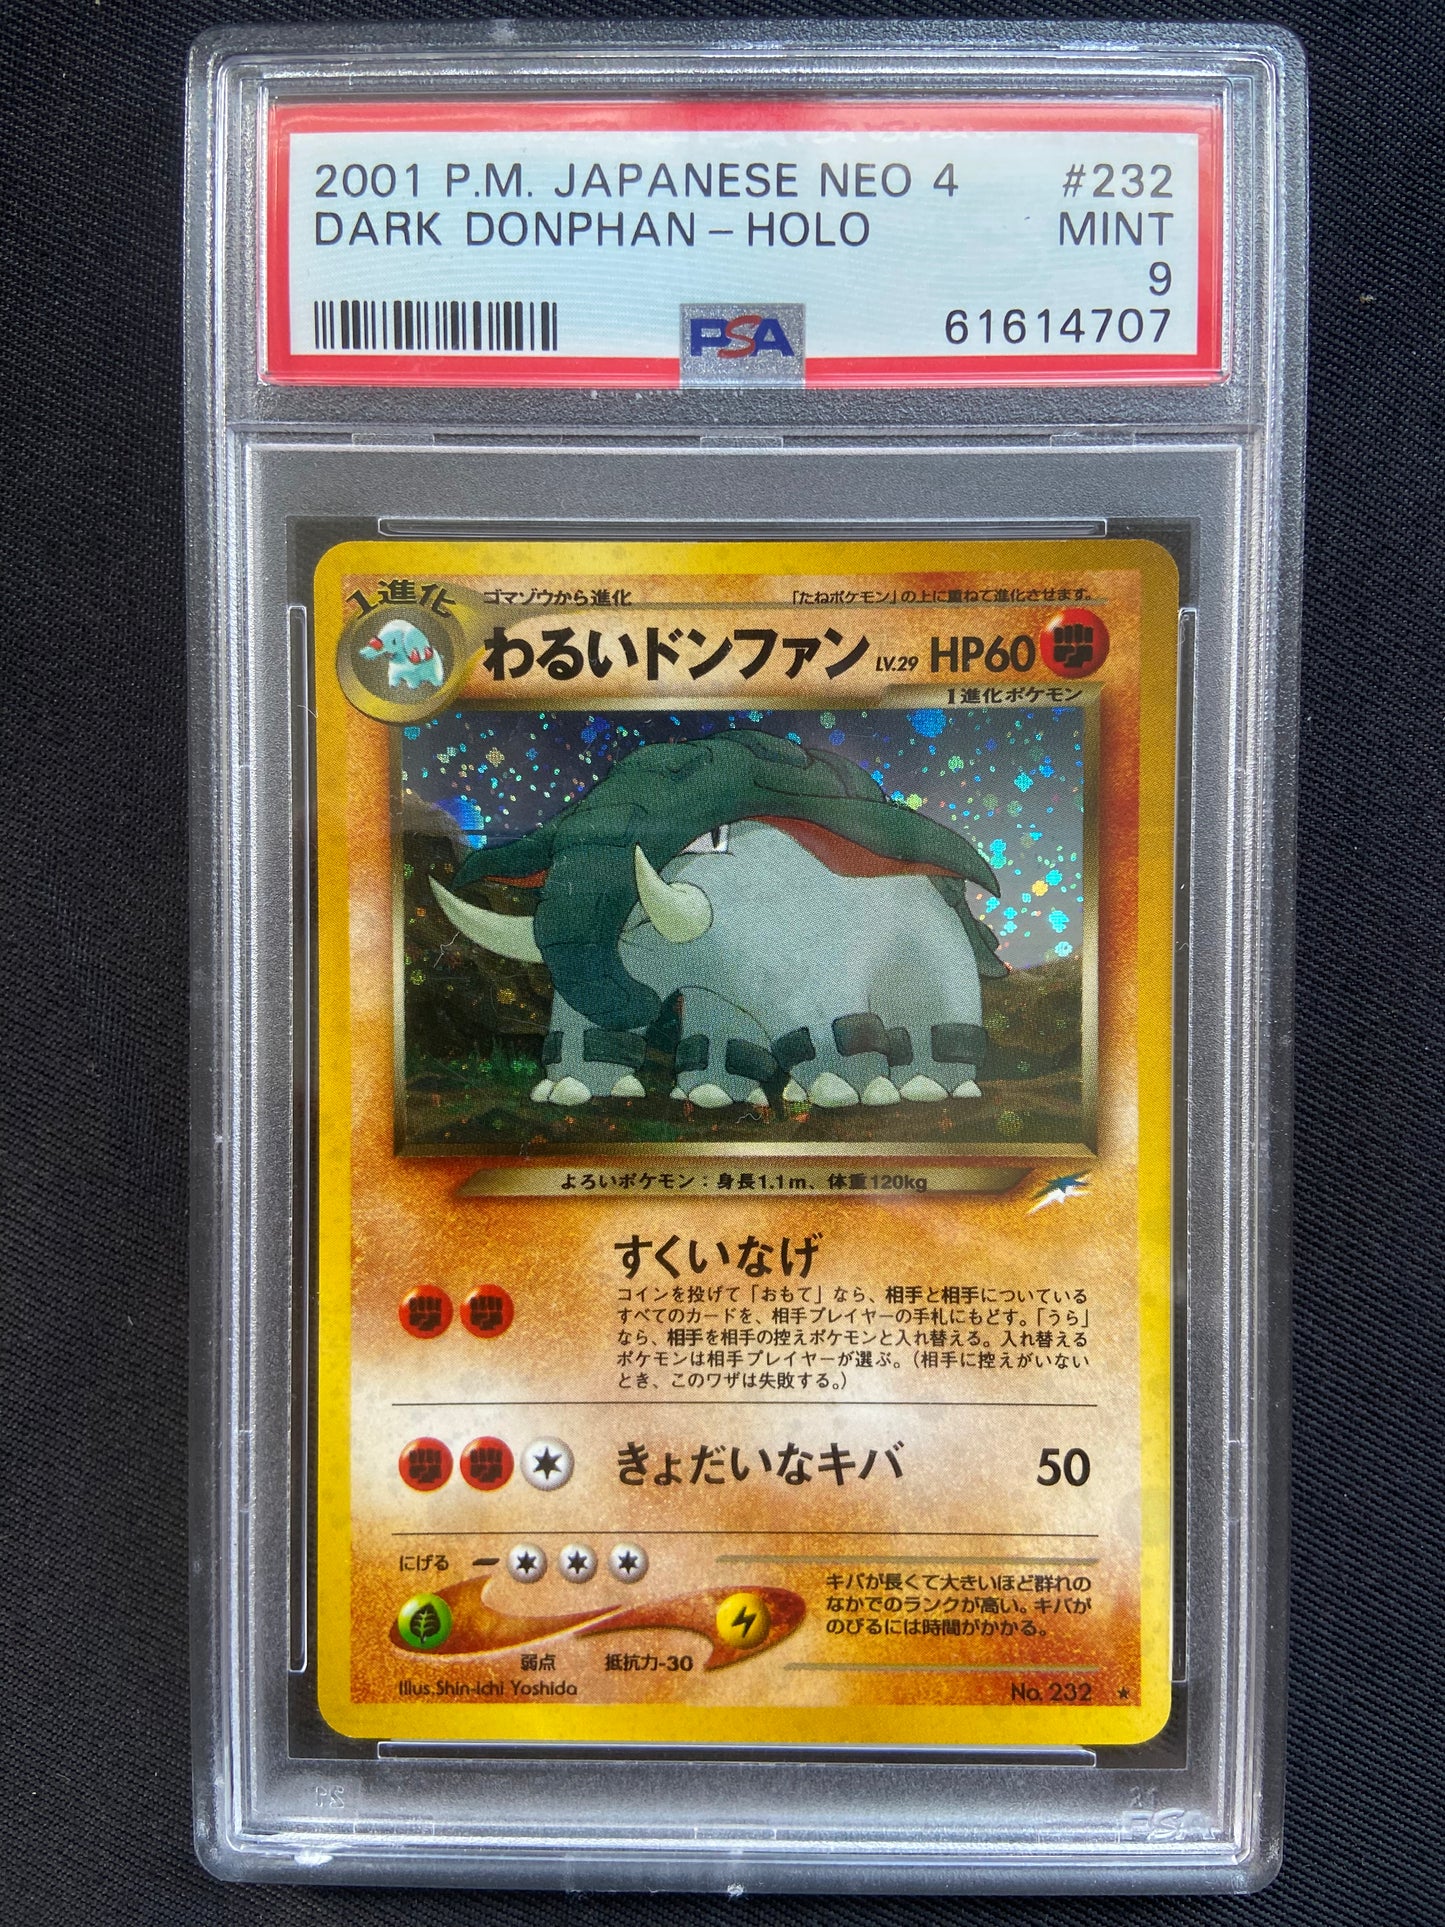 2001 P.M. JAPANESE NEO 4 #232
DARK DONPHAN - HOLO MINT
9
PSA 61614707
1進化
ゴマゾウから進化 「たねポケモン」の上に重ねて進化させます。
わるいドンファン LV.29 HP60
1進化ポケモン
よろいポケモン：身長1.1m、体重120kg
すくいなげ
コインを投げて「おもて」なら、相手と相手についている
すべてのカードを、相手プレイヤーの手札にもどす。「うら」
なら、相手を相手の控えポケモンと入れ替える。入れ替える
ポケモンは相手プレイヤーが選ぶ。（相手に控えがいない
とき、このワザは失敗する。）
きょだいなキバ 50
にげる
キバが長くて大きいほど群れの
なかでのランクが高い。キバが
のびるには時間がかかる。
弱点 抵抗力-30
Illus.Shin-ichi Yoshida No. 232 ★
PSA